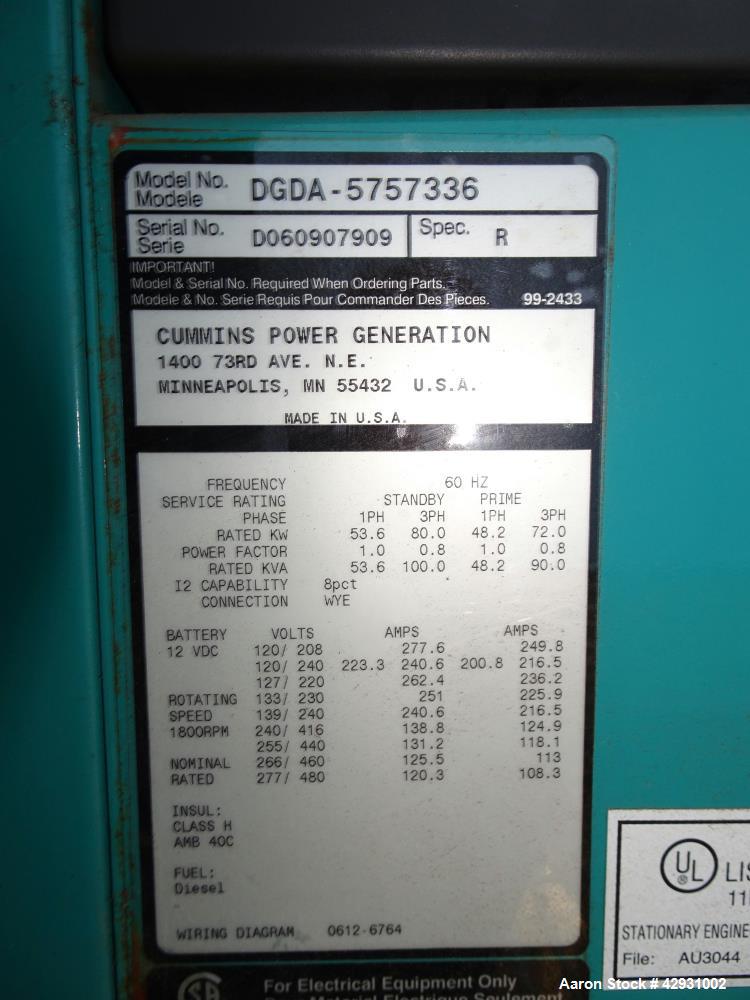 Model No. DGDA-5757336
Modele
Serial No. D060907909 Spec. R
Serie
IMPORTANT!
Model & Serial No. Required When Ordering Parts.
Modele & No. Serie Requis Pour Commander Des Pieces. 99-2433
CUMMINS POWER GENERATION
1400 73RD AVE. N.E.
MINNEAPOLIS, MN 55432 U.S.A.
MADE IN U.S.A.
FREQUENCY 60 HZ
SERVICE RATING STANDBY PRIME
PHASE 1PH 3PH 1PH 3PH
RATED KW 53.6 80.0 48.2 72.0
POWER FACTOR 1.0 0.8 1.0 0.8
RATED KVA 53.6 100.0 48.2 90.0
I2 CAPABILITY 8pct
CONNECTION WYE
BATTERY VOLTS AMPS AMPS
12 VDC 120/ 208 277.6 249.8
120/ 240 223.3 240.6 200.8 216.5
127/ 220 262.4 236.2
ROTATING 133/ 230 251 225.9
SPEED 139/ 240 240.6 216.5
1800RPM 240/ 416 138.8 124.9
255/ 440 131.2 118.1
NOMINAL 266/ 460 125.5 113
RATED 277/ 480 120.3 108.3
INSUL:
CLASS H
AMB 40C
FUEL:
Diesel
WIRING DIAGRAM 0612-6764
For Electrical Equipment Only
UL
STATIONARY ENGINE
File: AU3044
Aaron Stock # 42931002